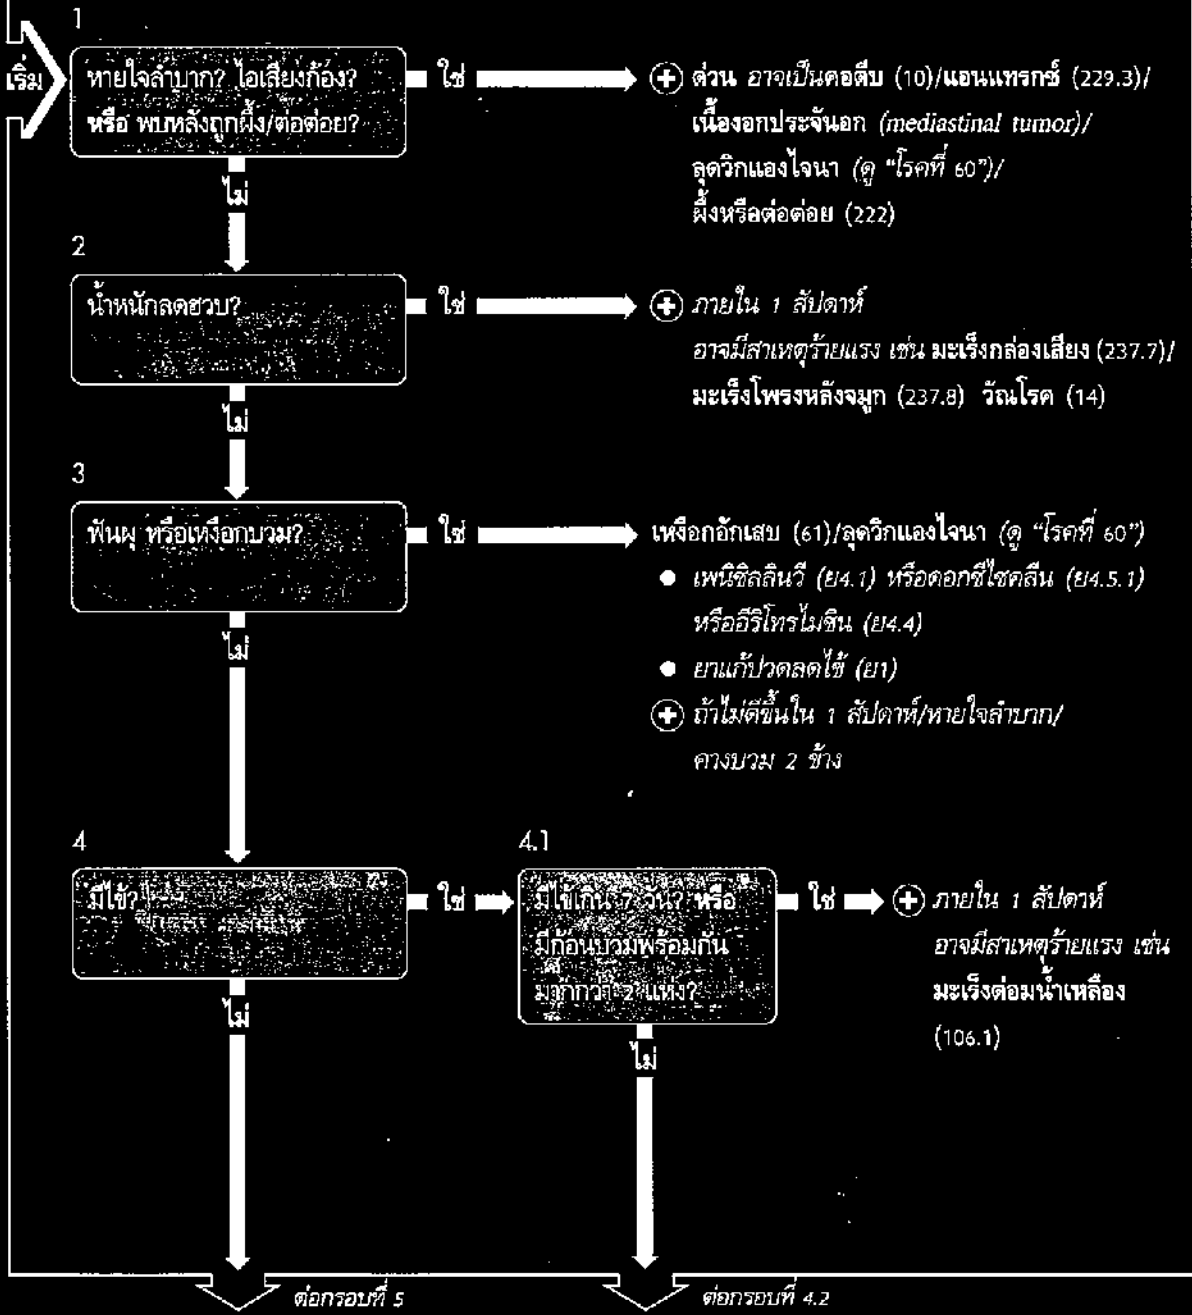 1
เริ่ม
หายใจลำบาก? ไอเสียงก้อง?
หรือ พบหลังถูกผึ้ง/ต่อต่อย?
ใช่
ด่วน อาจเป็นคอตีบ (10)/แอนแทรกซ์ (229.3)/
เนื้องอกประจันอก (mediastinal tumor)/
ลุดวิกแองไจนา (ดู “โรคที่ 60”)/
ผึ้งหรือต่อต่อย (222)
ไม่
2
น้ำหนักลดฮวบ?
ใช่
ภายใน 1 สัปดาห์
อาจมีสาเหตุร้ายแรง เช่น มะเร็งกล่องเสียง (237.7)/
มะเร็งโพรงหลังจมูก (237.8) วัณโรค (14)
ไม่
3
ฟันผุ หรือเหงือกบวม?
ใช่
เหงือกอักเสบ (61)/ลุดวิกแองไจนา (ดู “โรคที่ 60”)
● เพนิซิลลินวี (ย4.1) หรือดอกซีไซคลีน (ย4.5.1)
หรืออีริโทรไมซิน (ย4.4)
● ยาแก้ปวดลดไข้ (ย1)
ถ้าไม่ดีขึ้นใน 1 สัปดาห์/หายใจลำบาก/
คางบวม 2 ข้าง
ไม่
4
มีไข้?
ใช่
4.1
มีไข้เกิน 7 วัน? หรือ
มีก้อนบวมพร้อมกัน
มากกว่า 2 แห่ง?
ใช่
ภายใน 1 สัปดาห์
อาจมีสาเหตุร้ายแรง เช่น
มะเร็งต่อมน้ำเหลือง
(106.1)
ไม่
ไม่
ต่อกรอบที่ 5
ต่อกรอบที่ 4.2